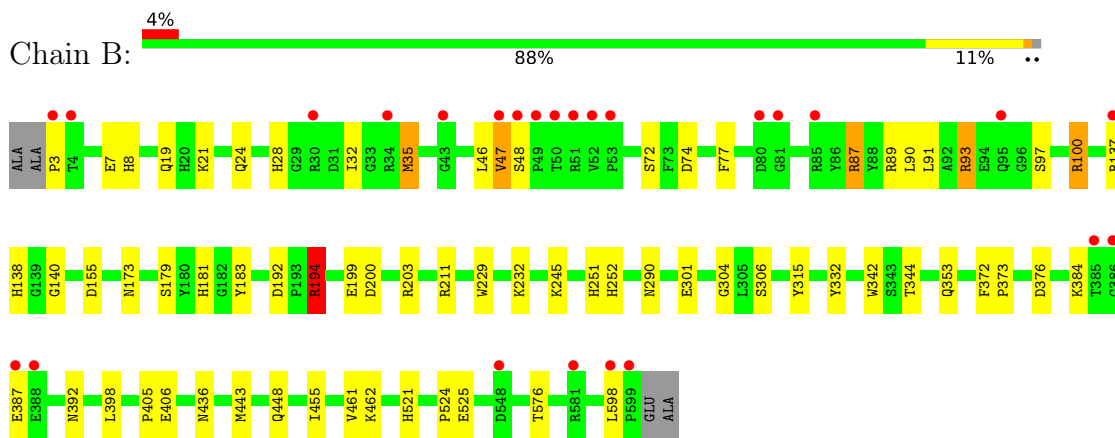 4%
Chain B:
88% 11% ••
ALA ALA P3 T4 E7 H8 Q19 H20 K21 Q24 H28 G29 R30 D31 I32 G33 R34 M35 G43 L46 V47 S48 P49 T50 R51 V52 P53 S72 F73 D74 F77 D80 G81 R85 Y86 R87 Y88 R89 L90 L91 A92 R93 E94 Q95 G96 S97 R100
H138 G139 G140 D155 N173 S179 Y180 H181 G182 Y183 D192 P193 R194 E199 D200 R203 R211 W229 K232 K245 H251 H252 N290 E301 G304 L305 S306 Y315 Y332 W342 S343 T344 Q353 F372 P373 D376 K384 T385
E387 E388 N392 L398 P405 E406 N436 M443 Q448 I455 V461 K462 H521 P524 E525 D548 T576 R581 L598 P599 GLU ALA